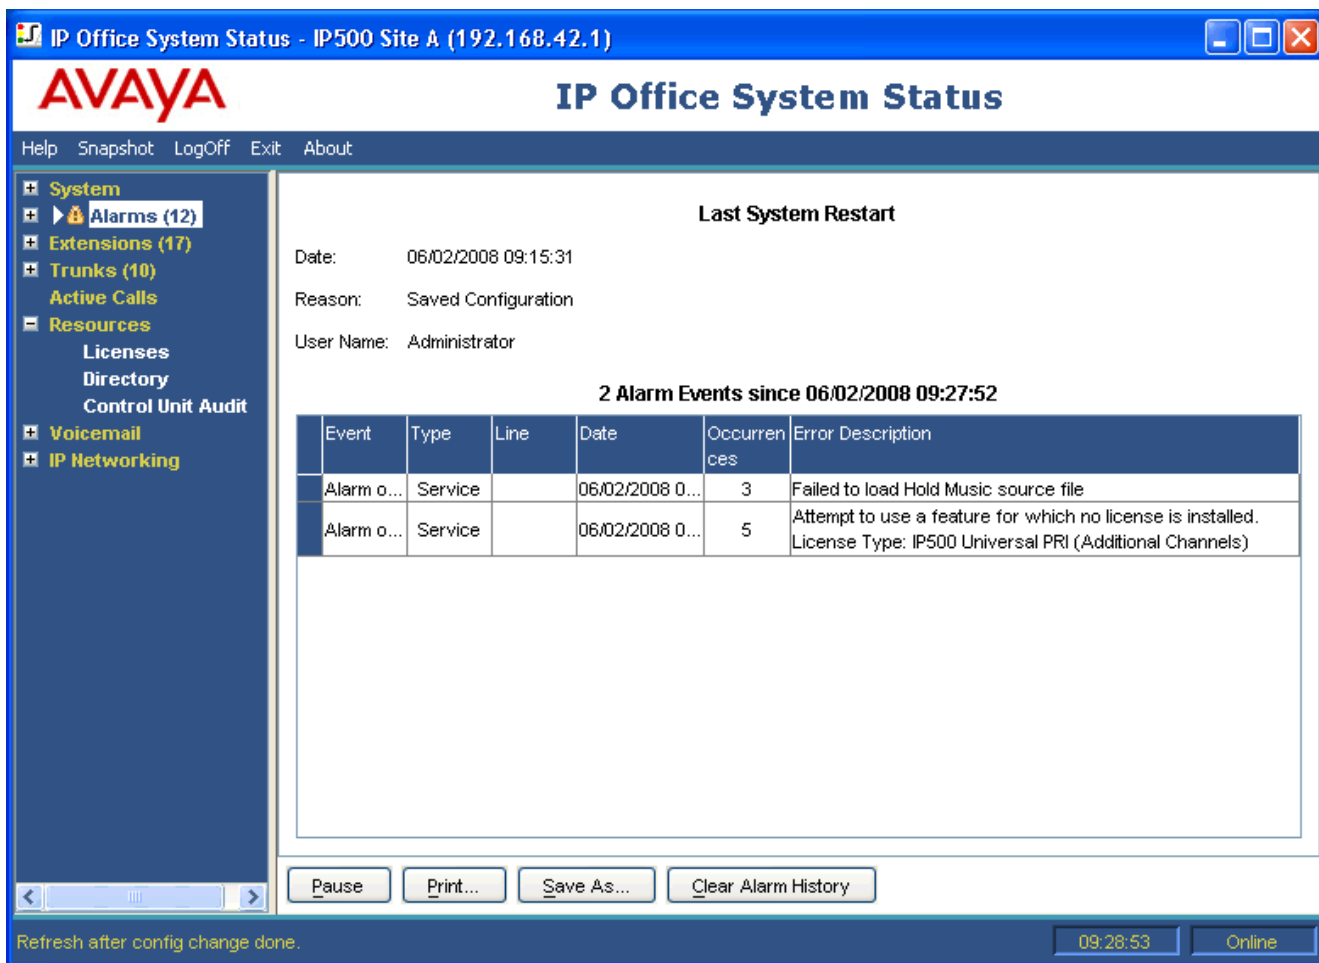 IP Office System Status - IP500 Site A (192.168.42.1)
AVAYA
IP Office System Status
Help Snapshot LogOff Exit About
System
Alarms (12)
Extensions (17)
Trunks (10)
Active Calls
Resources
Licenses
Directory
Control Unit Audit
Voicemail
IP Networking
Last System Restart
Date: 06/02/2008 09:15:31
Reason: Saved Configuration
User Name: Administrator
2 Alarm Events since 06/02/2008 09:27:52
Event Type Line Date Occurren Error Description
ces
Alarm o... Service 06/02/2008 0... 3 Failed to load Hold Music source file
Alarm o... Service 06/02/2008 0... 5 Attempt to use a feature for which no license is installed.
License Type: IP500 Universal PRI (Additional Channels)
Pause Print... Save As... Clear Alarm History
Refresh after config change done. 09:28:53 Online